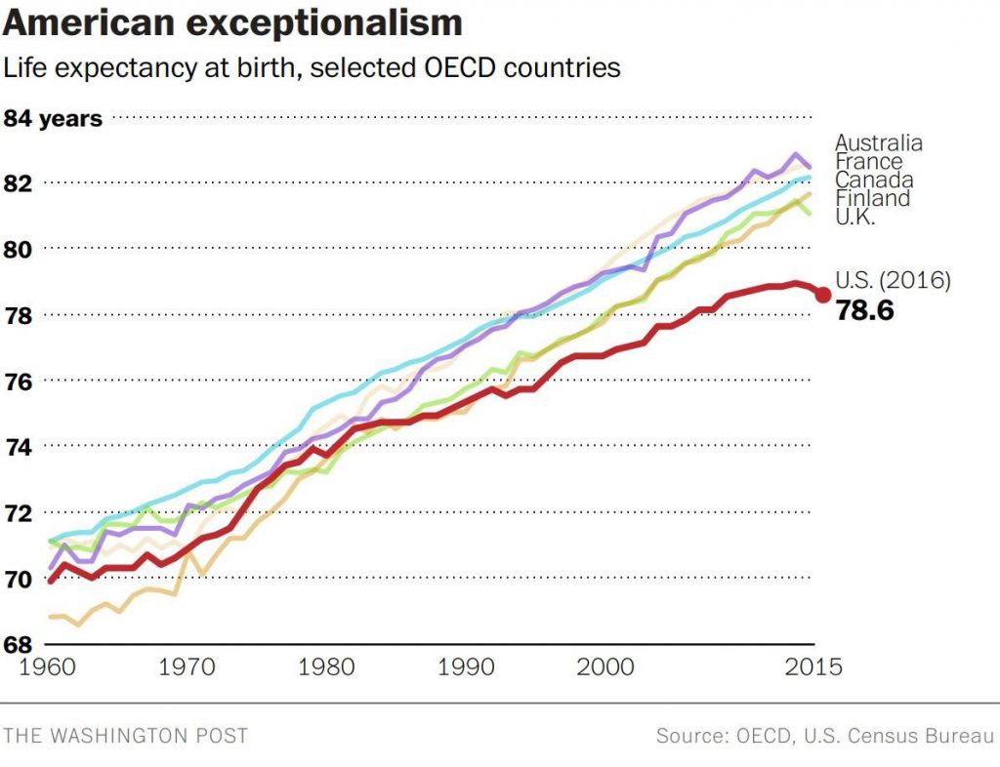 American exceptionalism
Life expectancy at birth, selected OECD countries
84 years
82
80
78
76
74
72
70
68
Australia
France
Canada
Finland
U.K.
U.S. (2016)
78.6
1960 1970 1980 1990 2000 2015
THE WASHINGTON POST Source: OECD, U.S. Census Bureau